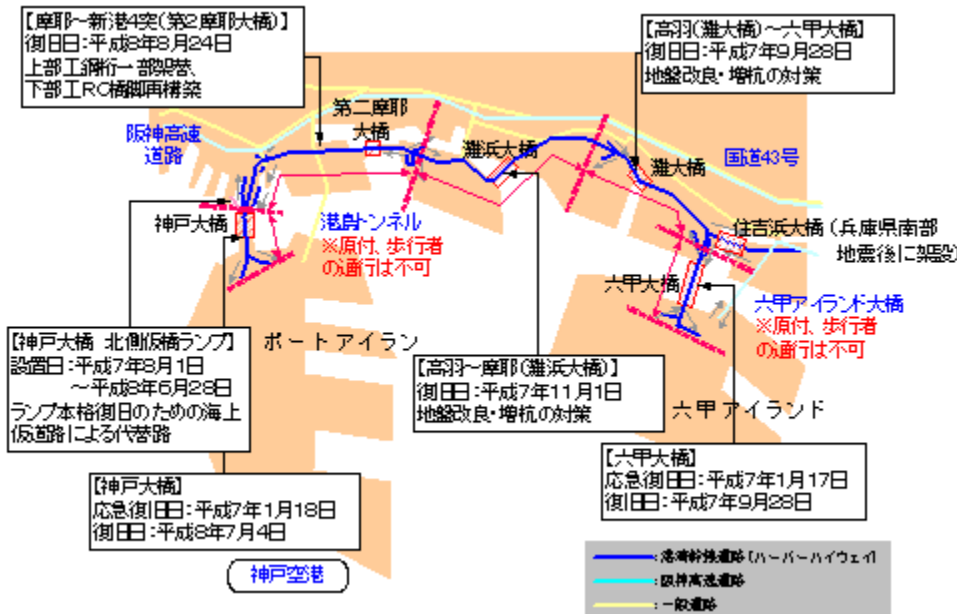 【摩耶～新港4突(第2摩耶大橋)】
復旧日:平成8年8月24日
上部工鋼桁一部架替、
下部工RC橋脚再構築
【高羽(灘大橋)～六甲大橋】
復旧日:平成7年9月28日
地盤改良・増杭の対策
阪神高速
道路
第二摩耶
大橋
灘浜大橋
灘大橋
国道43号
神戸大橋
港島トンネル
※原付、歩行者
の通行は不可
住吉浜大橋(兵庫県南部
地震後に架設)
六甲大橋
六甲アイランド大橋
※原付、歩行者
の通行は不可
【神戸大橋 北側仮橋ランプ】
設置日:平成7年8月1日
～平成8年6月28日
ランプ本格復旧のための海上
仮道路による代替路
ポートアイラン
【高羽～摩耶(灘浜大橋)】
復旧日:平成7年11月1日
地盤改良・増杭の対策
六甲アイランド
【神戸大橋】
応急復旧日:平成7年1月18日
復旧日:平成8年7月4日
【六甲大橋】
応急復旧日:平成7年1月17日
復旧日:平成7年9月28日
神戸空港
:港湾幹線道路(ハーバーハイウェイ)
:阪神高速道路
:一般道路